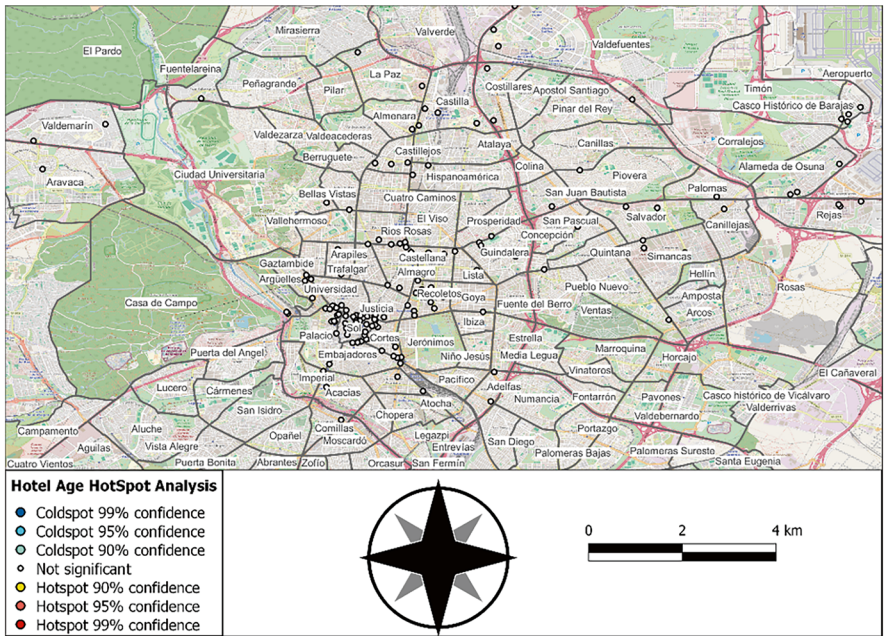 Mirasierra
Valverde
Valdefuentes
El Pardo
Fuentelareina
La Paz
Aeropuerto
Peñagrande
Pilar
Costillares
Apostol Santiago
Timón
Castilla
Pinar del Rey
Casco Histórico de Barajas
Valdemarín
Almenara
Valdezarza
Valdeacederas
Atalaya
Canillas
Corralejos
Berruguete
Castillejos
Colina
Ciudad Universitaria
Hispanoamérica
Piovera
Alameda de Osuna
Aravaca
Bellas Vistas
Cuatro Caminos
San Juan Bautista
Palomas
Vallohermoso
El Viso
Prosperidad
San Pascual
Salvador
Rejas
Rios Rosas
Concepción
Canillejas
Arapiles
Castellana
Guindalera
Quintana
Simancas
Gaztambide
Trafalgar
Almagro
Lista
Hellín
Argüelles
Universidad
Recoletos
Goya
Pueblo Nuevo
Amposta
Rosas
Casa de Campo
Justicia
Fuente del Berro
Ventas
Arcos
Sol
Ibiza
Palacio
Cortes
Jerónimos
Estrella
Puerta del Angel
Embajadores
Niño Jesús
Media Legua
Marroquina
Horcajo
Imperial
Pacifico
Vinateros
El Cañaveral
Lucero
Cármenes
Acacias
Adelfas
Numancia
Fontarrón
Pavones
Casco histórico de Vicálvaro
San Isidro
Chopera
Atocha
Valdebernardo
Valderrivas
Campamento
Aluche
Comillas
Opañel
Moscardó
Legazpi
Portazgo
Aguilas
Vista Alegre
Entrevías
San Diego
Palomeras Bajas
Palomeras Sureste
Cuatro Vientos
Puerta Bonita
Abrantes
Zofío
Orcasur
San Fermín
Santa Eugenia
Hotel Age HotSpot Analysis
Coldspot 99% confidence
Coldspot 95% confidence
Coldspot 90% confidence
Not significant
Hotspot 90% confidence
Hotspot 95% confidence
Hotspot 99% confidence
0 2 4 km